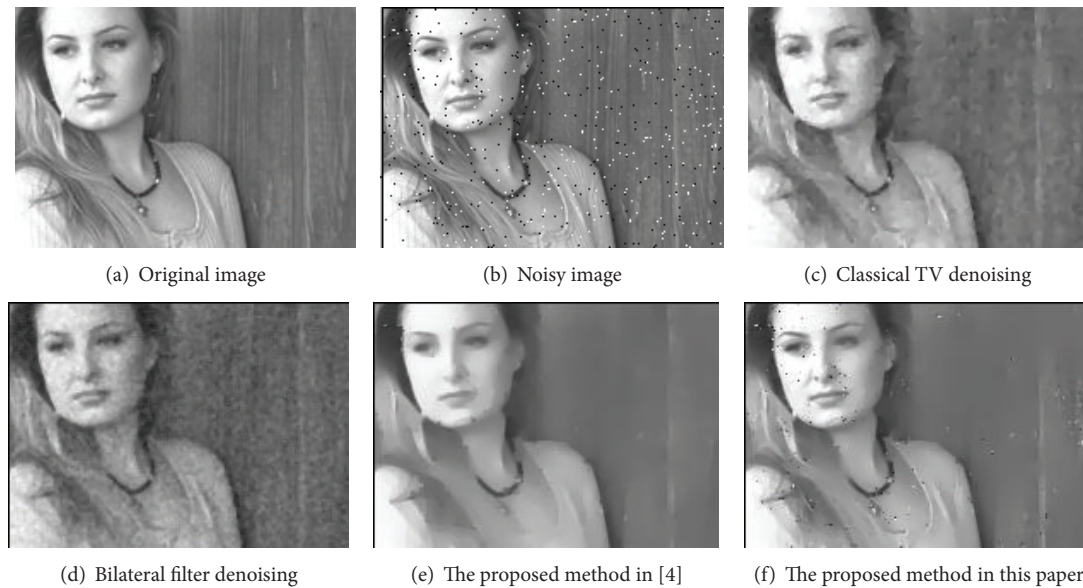 (a) Original image
(b) Noisy image
(c) Classical TV denoising
(d) Bilateral filter denoising
(e) The proposed method in [4]
(f) The proposed method in this paper